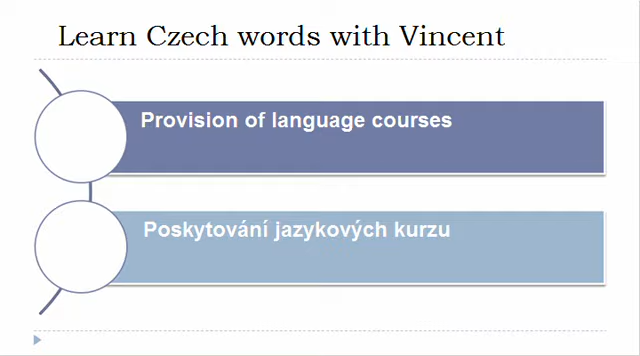 Learn Czech words with Vincent
Provision of language courses
Poskytování jazykových kurzu